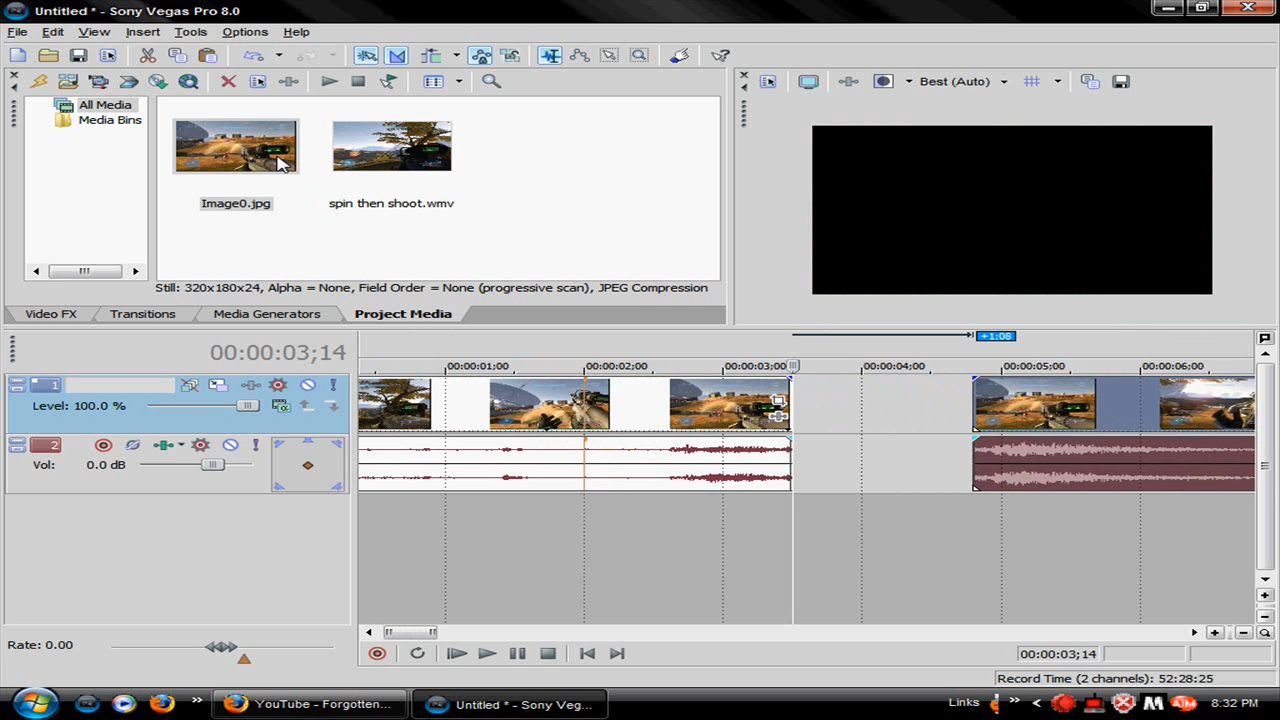 Untitled * - Sony Vegas Pro 8.0
File Edit View Insert Tools Options Help
Best (Auto)
All Media
Media Bins
Image0.jpg
spin then shoot.wmv
Still: 320x180x24, Alpha = None, Field Order = None (progressive scan), JPEG Compression
Video FX Transitions Media Generators Project Media
+1:08
00:00:03;14
00:00:01;00 00:00:02;00 00:00:03;00 00:00:04;00 00:00:05;00 00:00:06;00
1
Level: 100.0 %
2
Vol: 0.0 dB
Rate: 0.00
00:00:03;14
Record Time (2 channels): 52:28:25
YouTube - Forgotten...
Untitled * - Sony Veg...
Links
AIM
8:32 PM